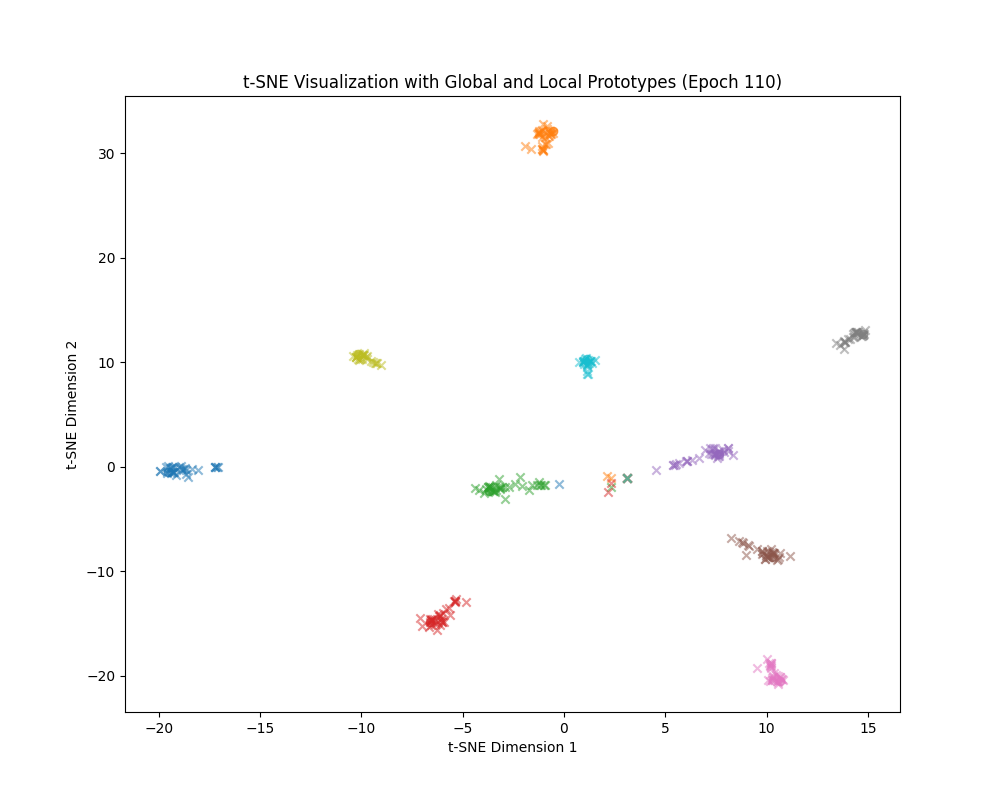 t-SNE Visualization with Global and Local Prototypes (Epoch 110)
30
20
10
0
−10
−20
t-SNE Dimension 2
−20 −15 −10 −5 0 5 10 15
t-SNE Dimension 1